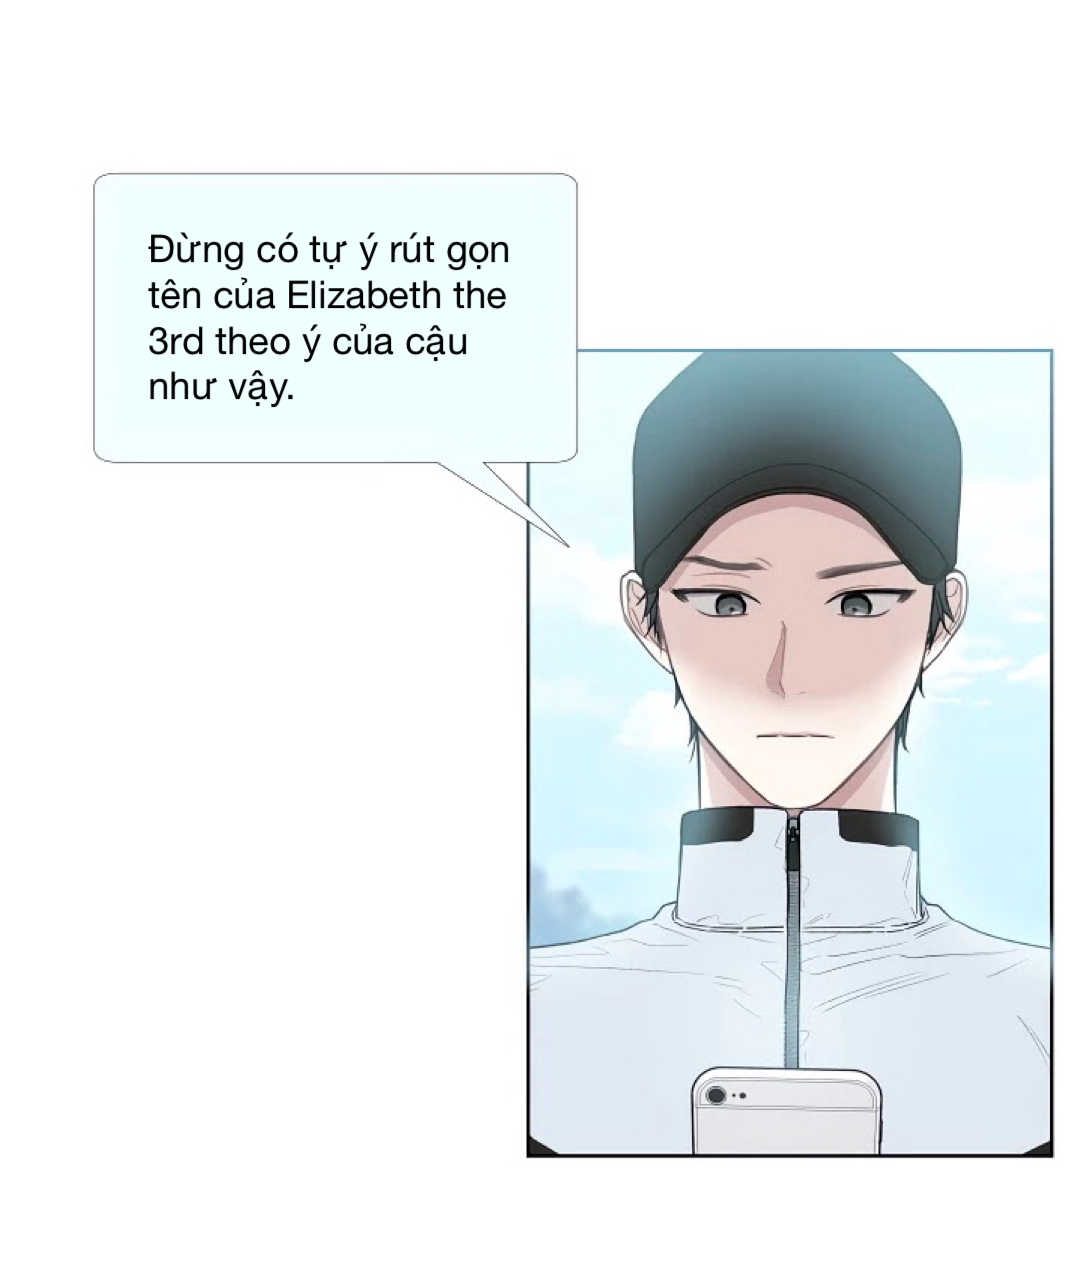 Đừng có tự ý rút gọn
tên của Elizabeth the
3rd theo ý của cậu
như vậy.